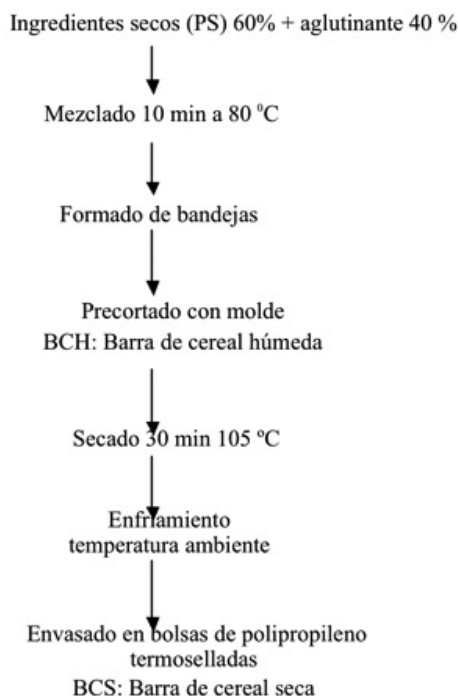 Ingredientes secos (PS) 60% + aglutinante 40 %
Mezclado 10 min a 80 ⁰C
Formado de bandejas
Precortado con molde
BCH: Barra de cereal húmeda
Secado 30 min 105 ºC
Enfriamiento
temperatura ambiente
Envasado en bolsas de polipropileno
termoselladas
BCS: Barra de cereal seca